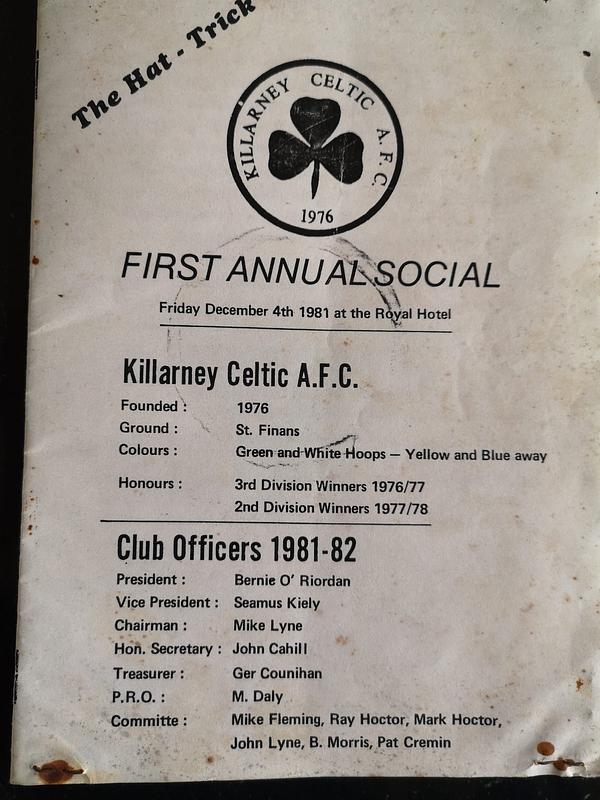 The Hat - Trick
KILLARNEY CELTIC A.F.C.
1976
FIRST ANNUAL SOCIAL
Friday December 4th 1981 at the Royal Hotel
Killarney Celtic A.F.C.
Founded : 1976
Ground : St. Finans
Colours : Green and White Hoops – Yellow and Blue away
Honours : 3rd Division Winners 1976/77
2nd Division Winners 1977/78
Club Officers 1981-82
President : Bernie O' Riordan
Vice President : Seamus Kiely
Chairman : Mike Lyne
Hon. Secretary : John Cahill
Treasurer : Ger Counihan
P.R.O. : M. Daly
Committe : Mike Fleming, Ray Hoctor, Mark Hoctor,
John Lyne, B. Morris, Pat Cremin